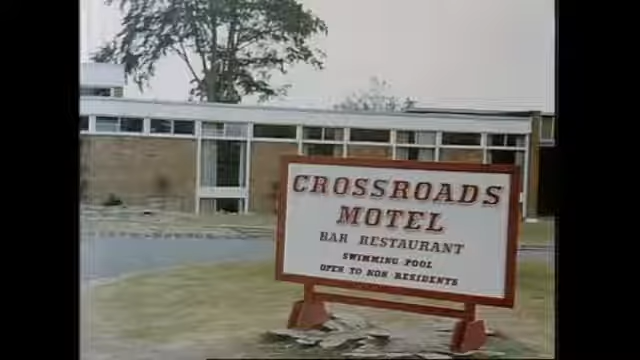 CROSSROADS
MOTEL
BAR RESTAURANT
SWIMMING POOL
OPEN TO NON RESIDENTS